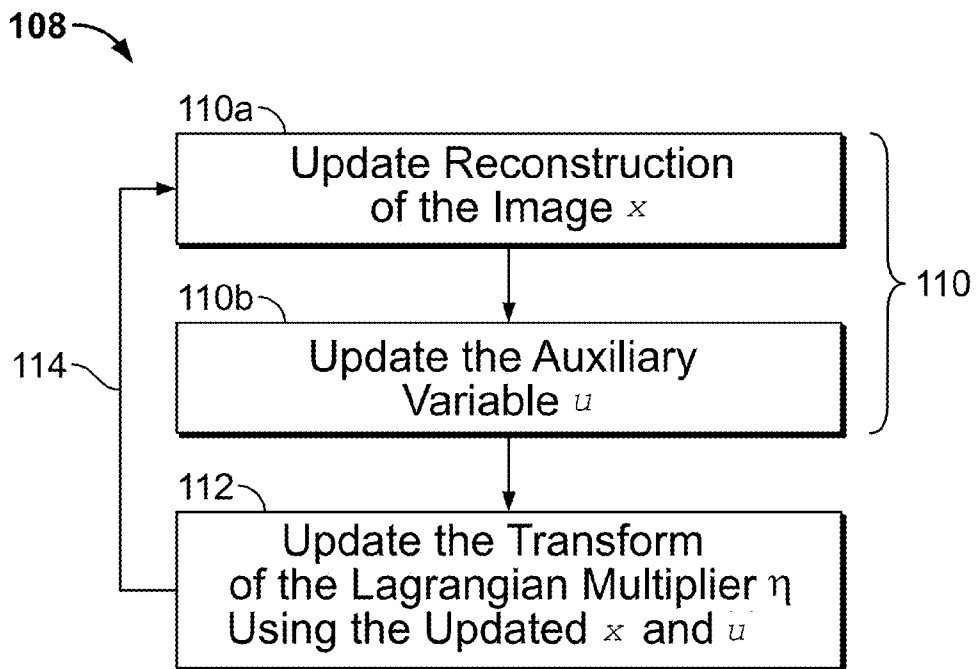 108
110a
Update Reconstruction
of the Image x
110
110b
Update the Auxiliary
Variable u
114
112
Update the Transform
of the Lagrangian Multiplier η
Using the Updated x and u